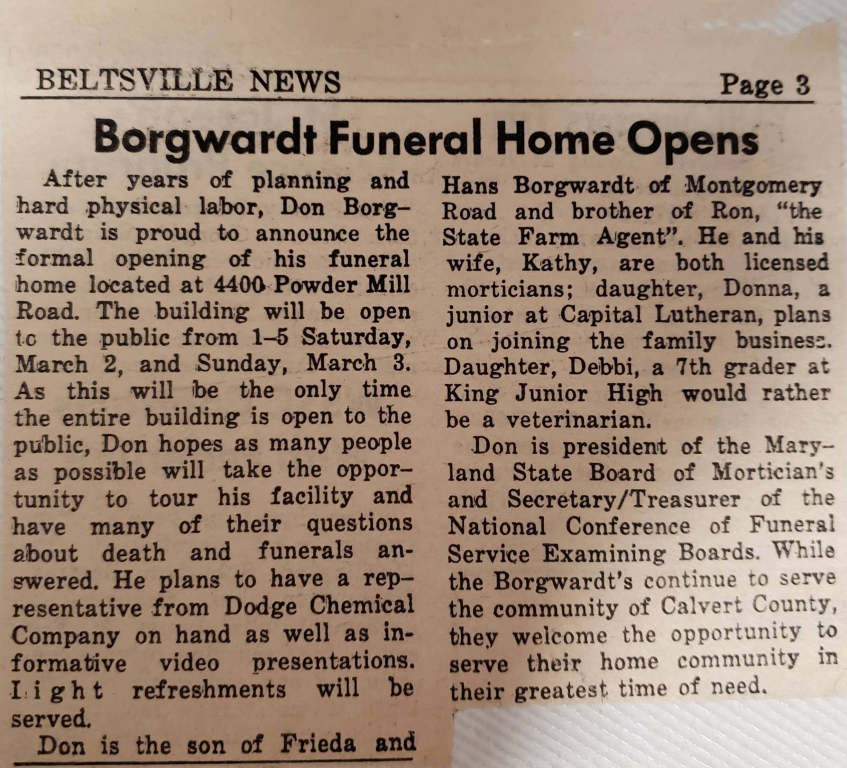 BELTSVILLE NEWS Page 3
Borgwardt Funeral Home Opens
After years of planning and
hard physical labor, Don Borg-
wardt is proud to announce the
formal opening of his funeral
home located at 4400 Powder Mill
Road. The building will be open
to the public from 1-5 Saturday,
March 2, and Sunday, March 3.
As this will be the only time
the entire building is open to the
public, Don hopes as many people
as possible will take the oppor-
tunity to tour his facility and
have many of their questions
about death and funerals an-
swered. He plans to have a rep-
resentative from Dodge Chemical
Company on hand as well as in-
formative video presentations.
Light refreshments will be
served.
Don is the son of Frieda and
Hans Borgwardt of Montgomery
Road and brother of Ron, “the
State Farm Agent”. He and his
wife, Kathy, are both licensed
morticians; daughter, Donna, a
junior at Capital Lutheran, plans
on joining the family business.
Daughter, Debbi, a 7th grader at
King Junior High would rather
be a veterinarian.
Don is president of the Mary-
land State Board of Mortician's
and Secretary/Treasurer of the
National Conference of Funeral
Service Examining Boards. While
the Borgwardt's continue to serve
the community of Calvert County,
they welcome the opportunity to
serve their home community in
their greatest time of need.